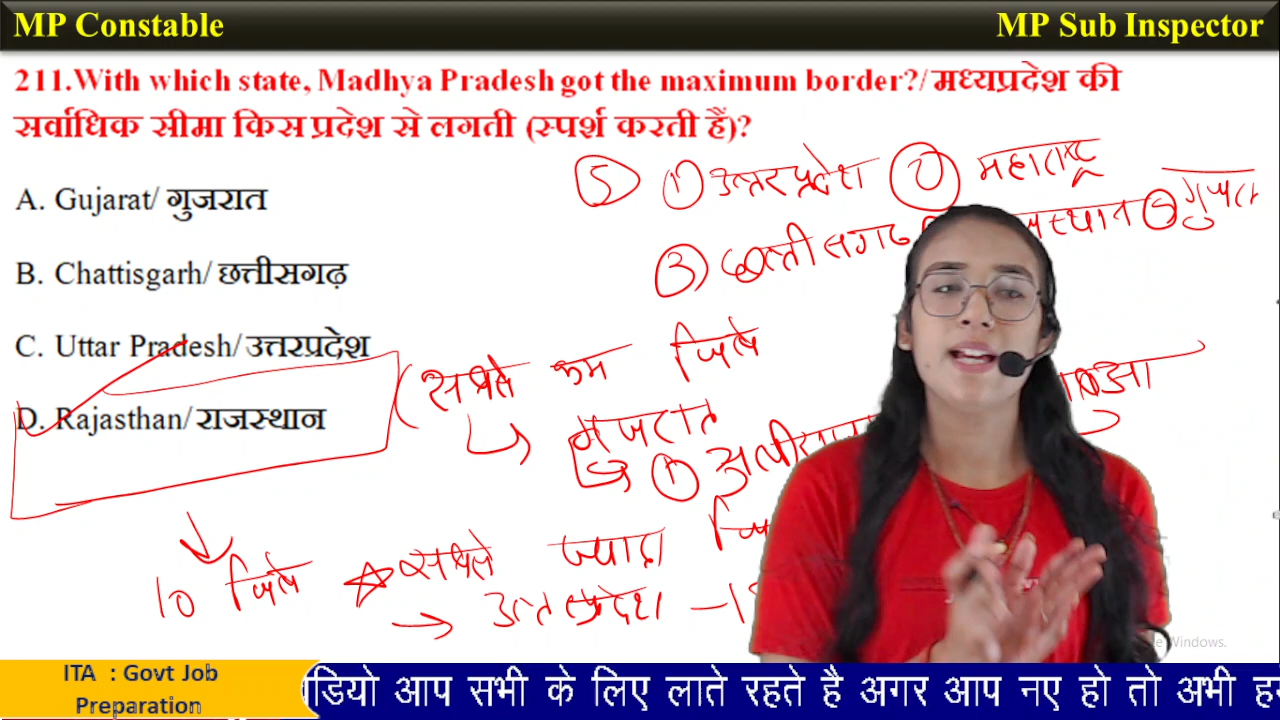 MP Constable MP Sub Inspector
211.With which state, Madhya Pradesh got the maximum border?/मध्यप्रदेश की
सर्वाधिक सीमा किस प्रदेश से लगती (स्पर्श करती हैं)?
5 1 उत्तरप्रदेश 2 महाराष्ट्र
A. Gujarat/ गुजरात
3 छत्तीसगढ 5
B. Chattisgarh/ छत्तीसगढ़
C. Uttar Pradesh/ उत्तरप्रदेश
(सबसे कम जिले
D. Rajasthan/ राजस्थान
गुजरात
1
सबसे ज्यादा
10 जिले
उत्तरप्रदेश
Windows.
ITA : Govt Job
Preparation
आप सभी के लिए लाते रहते है अगर आप नए हो तो अभी